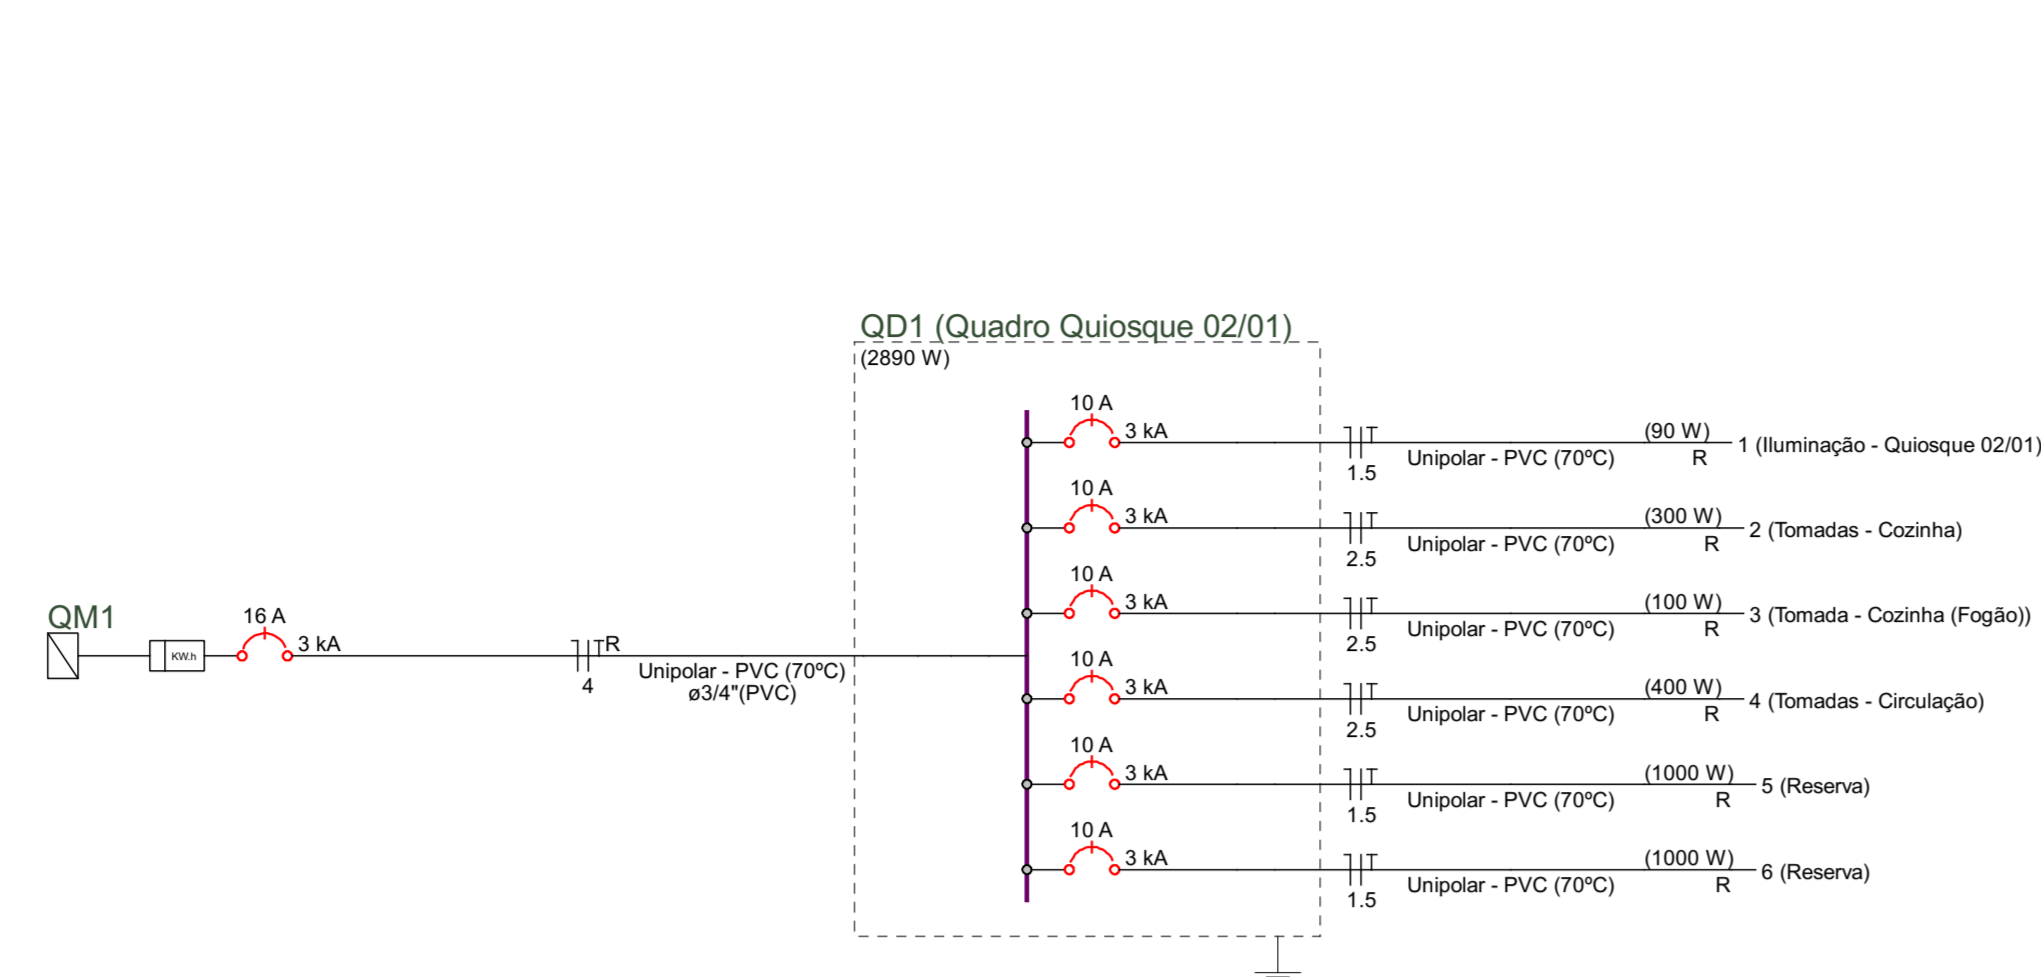 QD1 (Quadro Quiosque 02/01)
(2890 W)
10 A
3 kA
1.5
Unipolar - PVC (70ºC)
(90 W)
R
1 (Iluminação - Quiosque 02/01)
10 A
3 kA
2.5
Unipolar - PVC (70ºC)
(300 W)
R
2 (Tomadas - Cozinha)
10 A
3 kA
2.5
Unipolar - PVC (70ºC)
(100 W)
R
3 (Tomada - Cozinha (Fogão))
QM1
KW.h
16 A
3 kA
R
4
Unipolar - PVC (70ºC)
ø3/4"(PVC)
10 A
3 kA
2.5
Unipolar - PVC (70ºC)
(400 W)
R
4 (Tomadas - Circulação)
10 A
3 kA
1.5
Unipolar - PVC (70ºC)
(1000 W)
R
5 (Reserva)
10 A
3 kA
1.5
Unipolar - PVC (70ºC)
(1000 W)
R
6 (Reserva)